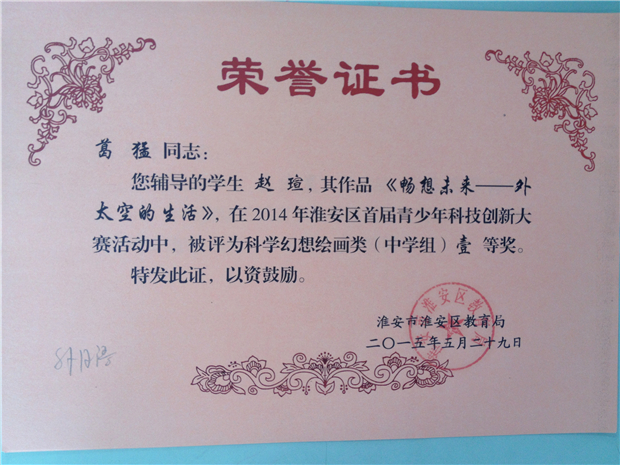 荣誉证书
葛 猛 同志：
您辅导的学生 赵 瑄，其作品《畅想未来——外
太空的生活》，在2014年淮安区首届青少年科技创新大
赛活动中，被评为科学幻想绘画类（中学组）壹 等奖。
特发此证，以资鼓励。
淮安市淮安区教育局
二〇一五年五月二十九日